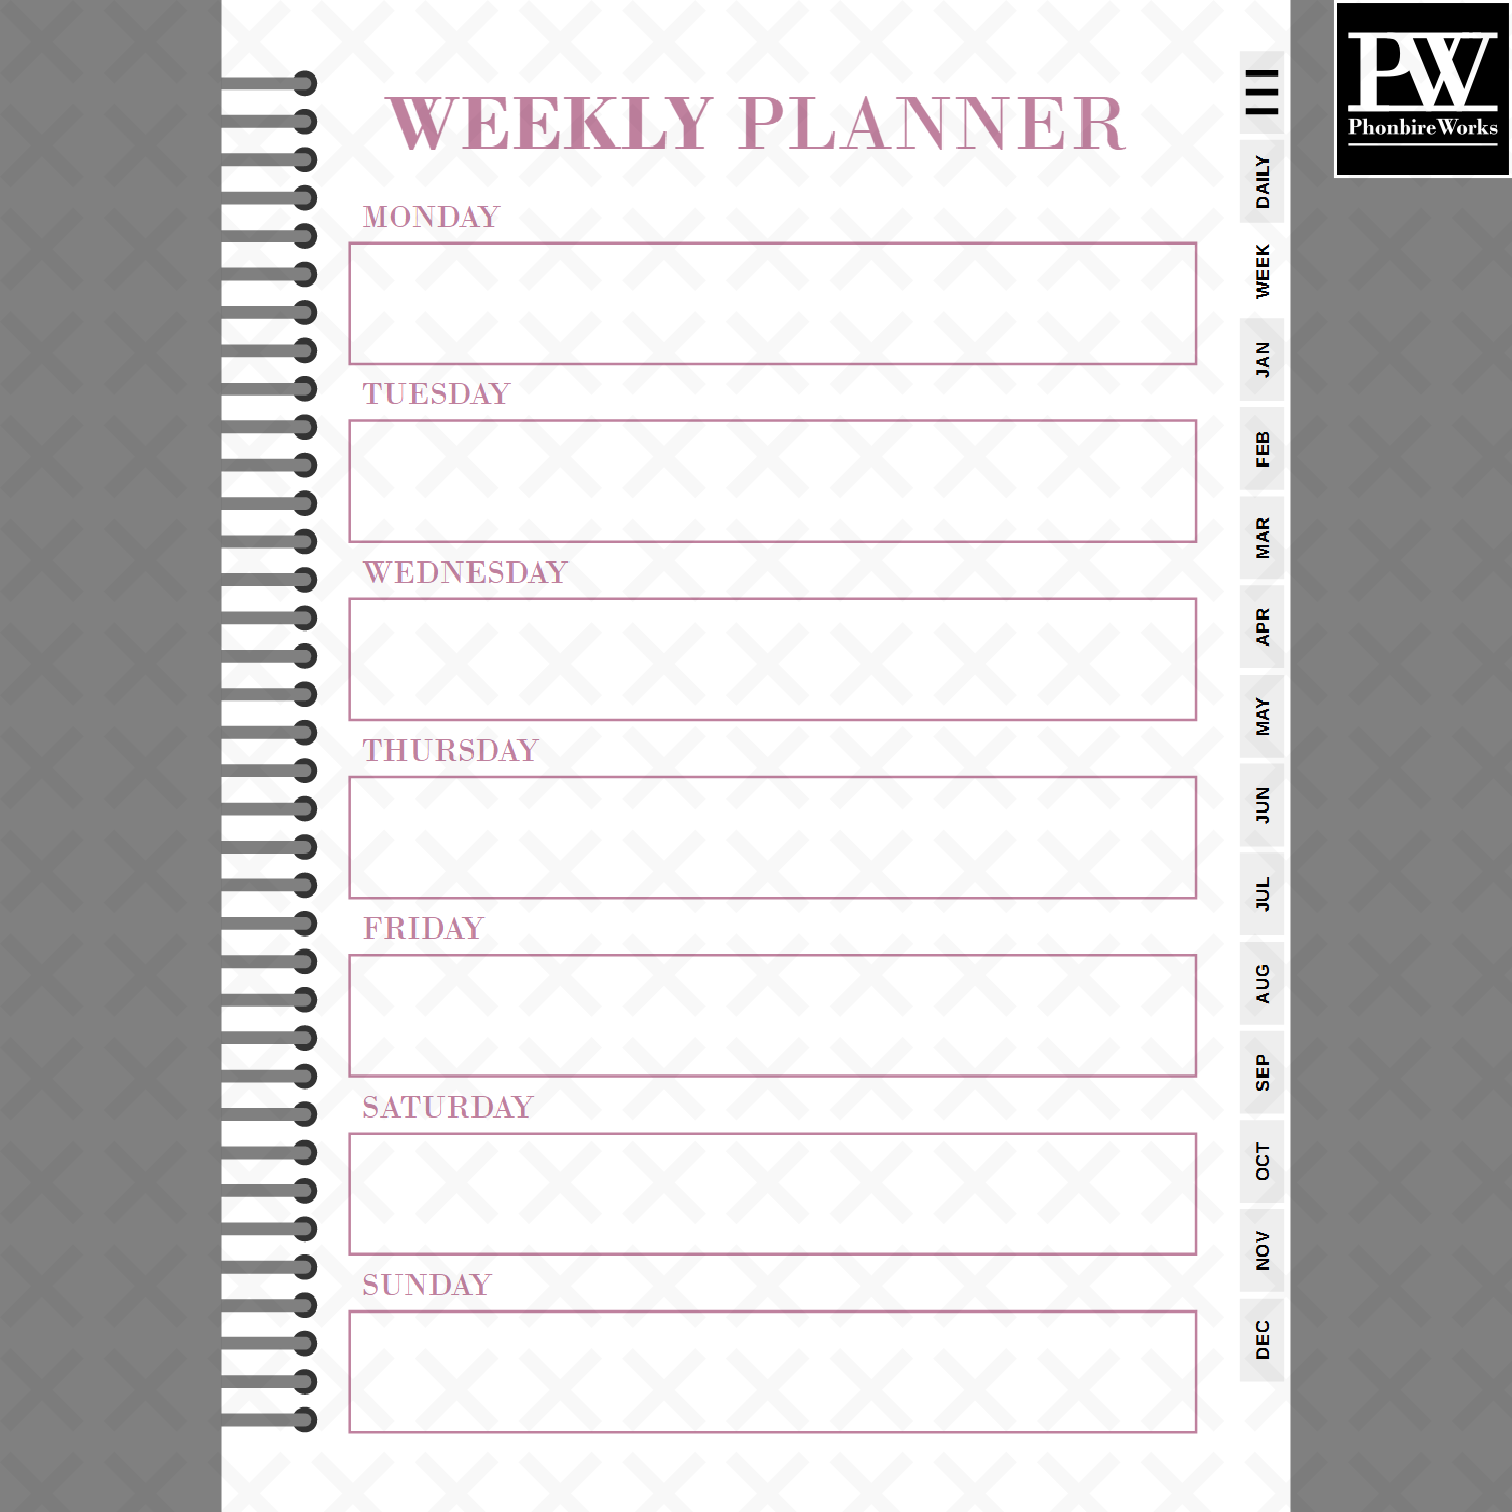 WEEKLY PLANNER
MONDAY
TUESDAY
WEDNESDAY
THURSDAY
FRIDAY
SATURDAY
SUNDAY
DAILY
WEEK
JAN
FEB
MAR
APR
MAY
JUN
JUL
AUG
SEP
OCT
NOV
DEC
PW
PhonbireWorks